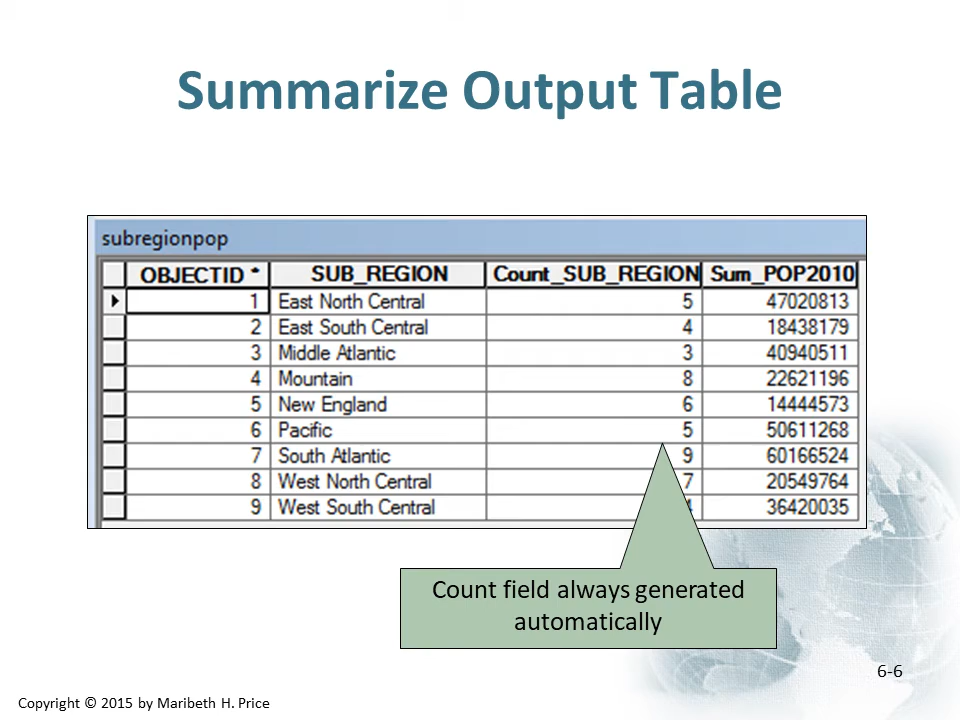 Summarize Output Table
subregionpop
OBJECTID * SUB_REGION Count_SUB_REGION Sum_POP2010
1 East North Central 5 47020813
2 East South Central 4 18438179
3 Middle Atlantic 3 40940511
4 Mountain 8 22621196
5 New England 6 14444573
6 Pacific 5 50611268
7 South Atlantic 9 60166524
8 West North Central 7 20549764
9 West South Central 36420035
Count field always generated
automatically
6-6
Copyright © 2015 by Maribeth H. Price